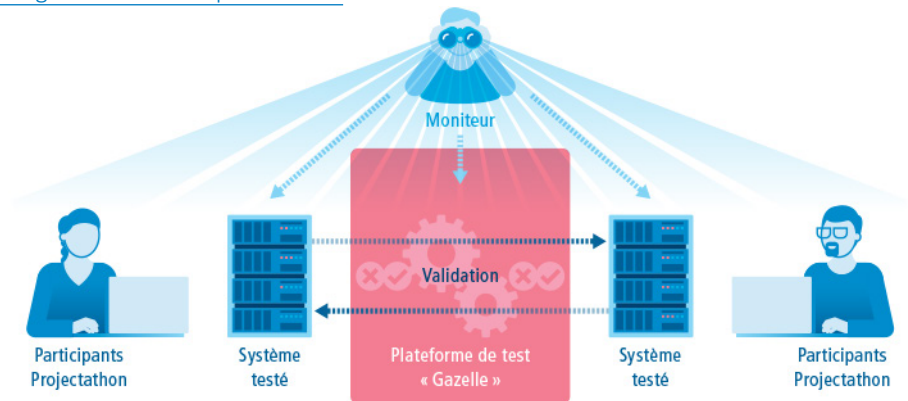 Moniteur
Validation
Participants
Projectathon
Système
testé
Plateforme de test
« Gazelle »
Système
testé
Participants
Projectathon